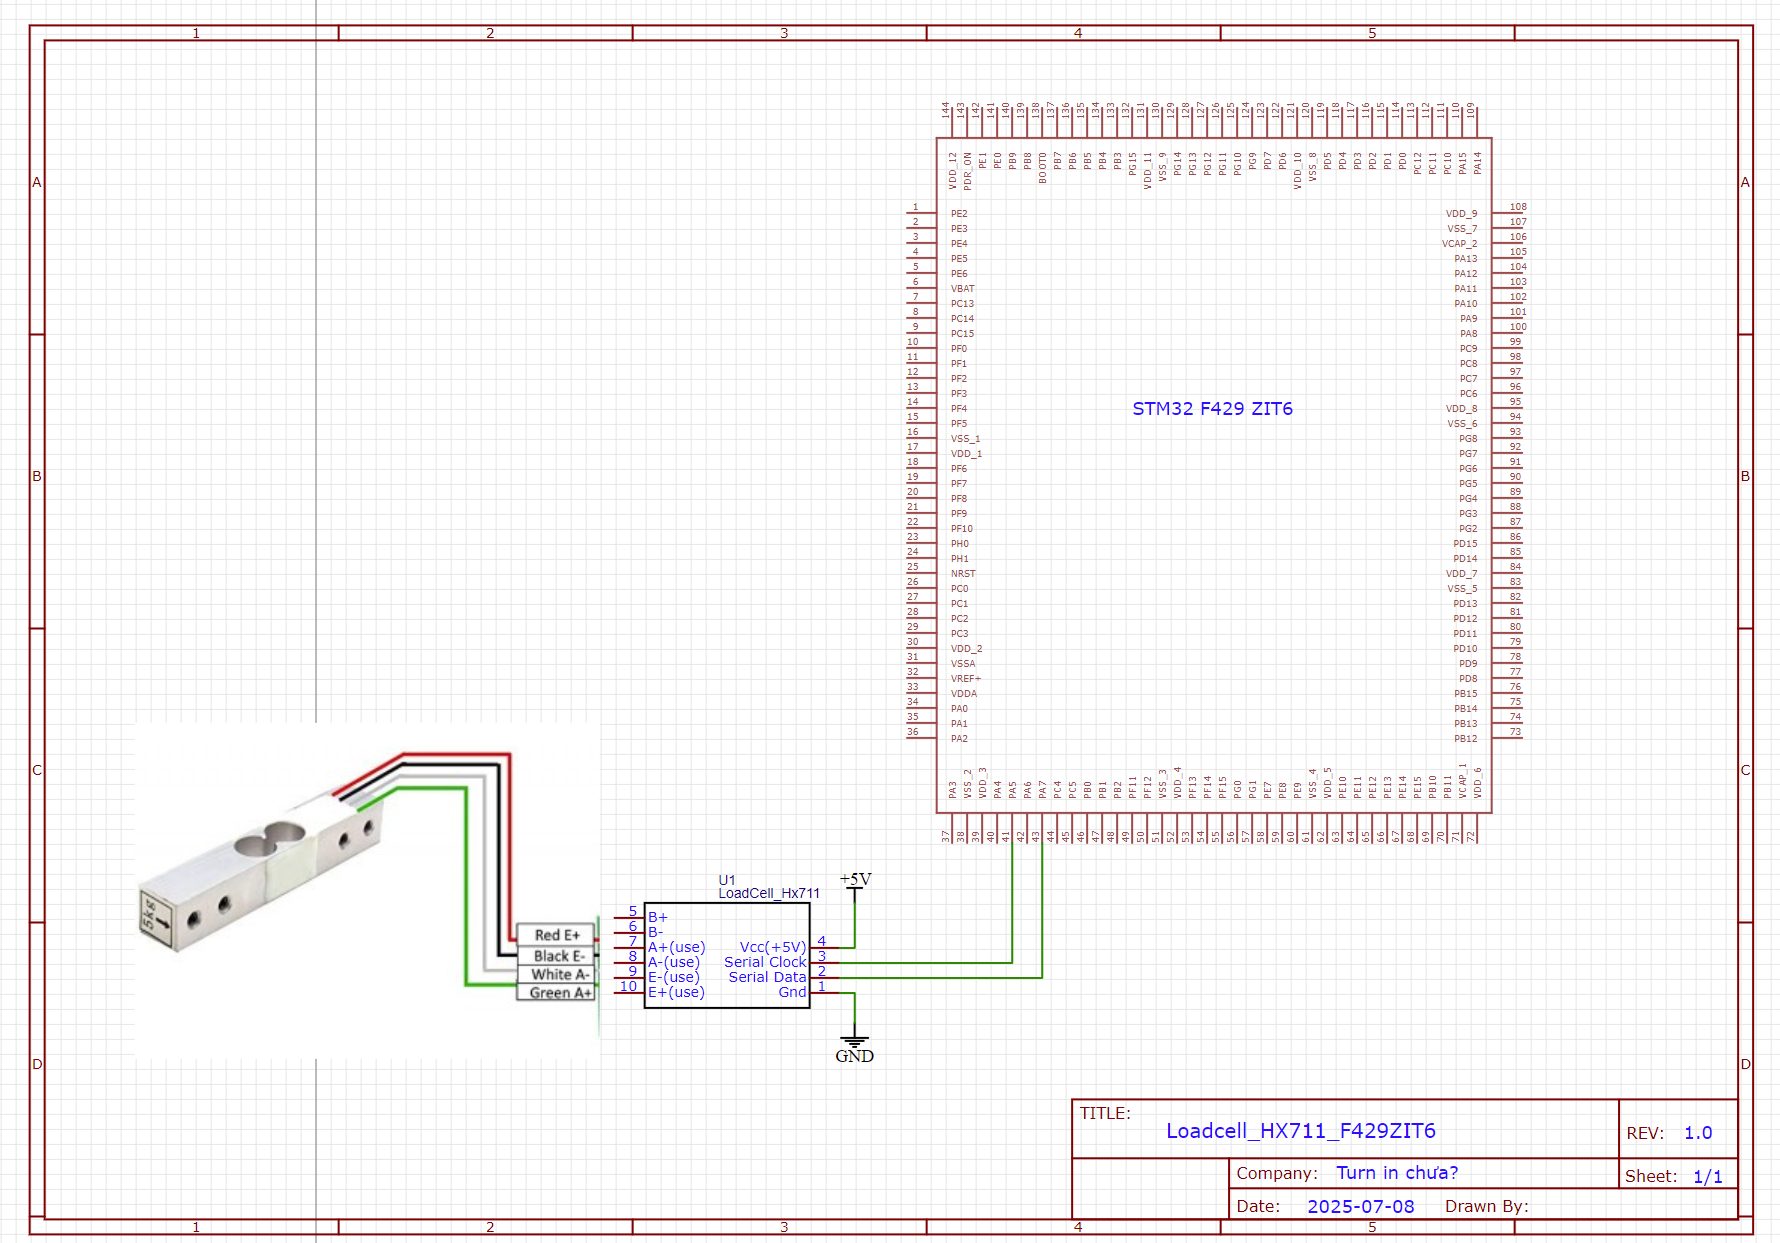 1 2 3 4 5
A
B
C
D
A
B
C
D
144 143 142 141 140 139 138 137 136 135 134 133 132 131 130 129 128 127 126 125 124 123 122 121 120 119 118 117 116 115 114 113 112 111 110 109
VDD_12 PDR_ON PE1 PE0 PB9 PB8 BOOT0 PB7 PB6 PB5 PB4 PB3 PG15 VDD_11 VSS_9 PG14 PG13 PG12 PG11 PG10 PG9 PD7 PD6 VDD_10 VSS_8 PD5 PD4 PD3 PD2 PD1 PD0 PC12 PC11 PC10 PA15 PA14
1 PE2 VDD_9 108
2 PE3 VSS_7 107
3 PE4 VCAP_2 106
4 PE5 PA13 105
5 PE6 PA12 104
6 VBAT PA11 103
7 PC13 PA10 102
8 PC14 PA9 101
9 PC15 PA8 100
10 PF0 PC9 99
11 PF1 PC8 98
12 PF2 PC7 97
13 PF3 PC6 96
14 PF4 VDD_8 95
15 PF5 VSS_6 94
16 VSS_1 PG8 93
17 VDD_1 PG7 92
18 PF6 PG6 91
19 PF7 PG5 90
20 PF8 PG4 89
21 PF9 PG3 88
22 PF10 PG2 87
23 PH0 PD15 86
24 PH1 PD14 85
25 NRST VDD_7 84
26 PC0 VSS_5 83
27 PC1 PD13 82
28 PC2 PD12 81
29 PC3 PD11 80
30 VDD_2 PD10 79
31 VSSA PD9 78
32 VREF+ PD8 77
33 VDDA PB15 76
34 PA0 PB14 75
35 PA1 PB13 74
36 PA2 PB12 73
STM32 F429 ZIT6
PA3 VSS_2 VDD_3 PA4 PA5 PA6 PA7 PC4 PC5 PB0 PB1 PB2 PF11 PF12 VSS_3 VDD_4 PF13 PF14 PF15 PG0 PG1 PE7 PE8 PE9 VSS_4 VDD_5 PE10 PE11 PE12 PE13 PE14 PE15 PB10 PB11 VCAP_1 VDD_6
37 38 39 40 41 42 43 44 45 46 47 48 49 50 51 52 53 54 55 56 57 58 59 60 61 62 63 64 65 66 67 68 69 70 71 72
5kg
Red E+
Black E-
White A-
Green A+
U1
LoadCell_Hx711
+5V
5 B+
6 B-
7 A+(use) Vcc(+5V) 4
8 A-(use) Serial Clock 3
9 E-(use) Serial Data 2
10 E+(use) Gnd 1
GND
TITLE:
Loadcell_HX711_F429ZIT6
REV: 1.0
Company: Turn in chưa?
Sheet: 1/1
Date: 2025-07-08 Drawn By:
1 2 3 4 5